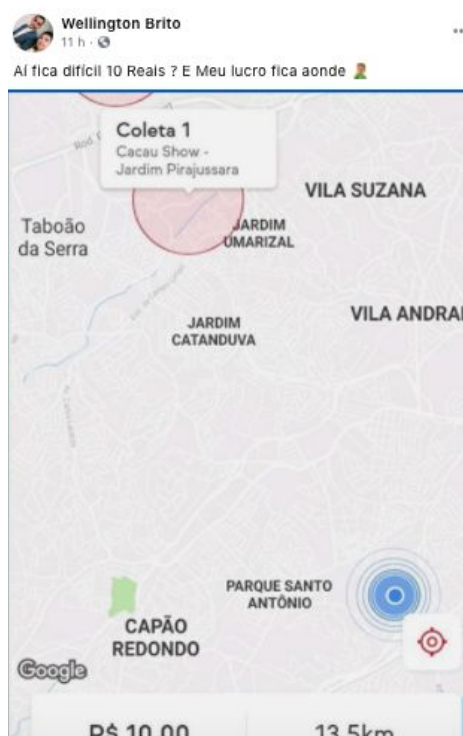 Wellington Brito
11 h ·
Aí fica difícil 10 Reais ? E Meu lucro fica aonde
Coleta 1
Cacau Show -
Jardim Pirajussara
VILA SUZANA
Taboão
da Serra
JARDIM
UMARIZAL
VILA ANDRA
JARDIM
CATANDUVA
PARQUE SANTO
ANTÔNIO
CAPÃO
REDONDO
Google
R$ 10,00
13.5km